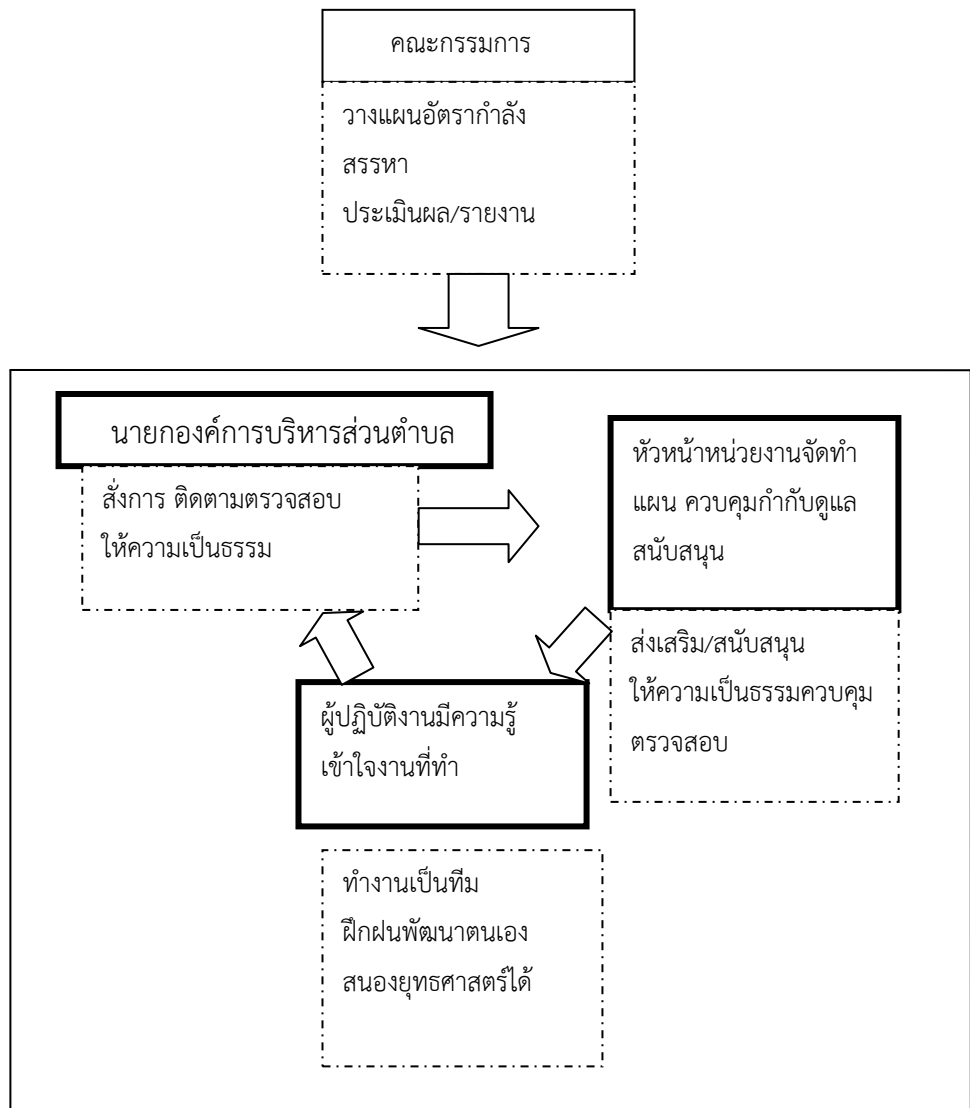 คณะกรรมการ
วางแผนอัตรากำลัง
สรรหา
ประเมินผล/รายงาน
นายกองค์การบริหารส่วนตำบล
สั่งการ ติดตามตรวจสอบ
ให้ความเป็นธรรม
หัวหน้าหน่วยงานจัดทำ
แผน ควบคุมกำกับดูแล
สนับสนุน
ส่งเสริม/สนับสนุน
ให้ความเป็นธรรมควบคุม
ตรวจสอบ
ผู้ปฏิบัติงานมีความรู้
เข้าใจงานที่ทำ
ทำงานเป็นทีม
ฝึกฝนพัฒนาตนเอง
สนองยุทธศาสตร์ได้